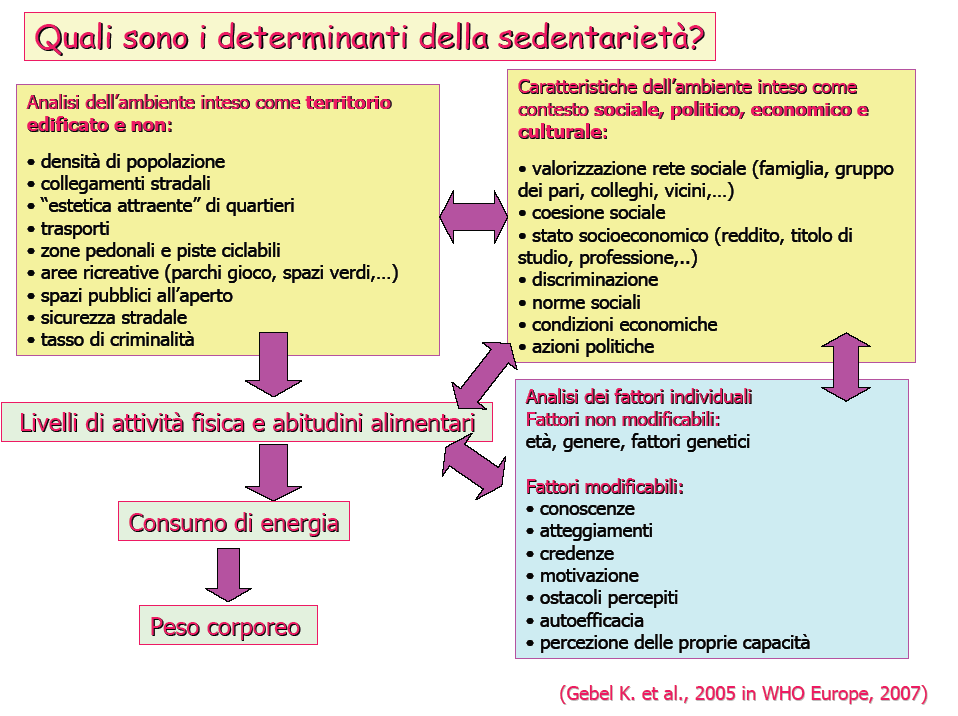 Quali sono i determinanti della sedentarietà?
Analisi dell’ambiente inteso come territorio
edificato e non:
• densità di popolazione
• collegamenti stradali
• “estetica attraente” di quartieri
• trasporti
• zone pedonali e piste ciclabili
• aree ricreative (parchi gioco, spazi verdi,…)
• spazi pubblici all’aperto
• sicurezza stradale
• tasso di criminalità
Caratteristiche dell’ambiente inteso come
contesto sociale, politico, economico e
culturale:
• valorizzazione rete sociale (famiglia, gruppo
dei pari, colleghi, vicini,…)
• coesione sociale
• stato socioeconomico (reddito, titolo di
studio, professione,..)
• discriminazione
• norme sociali
• condizioni economiche
• azioni politiche
Livelli di attività fisica e abitudini alimentari
Consumo di energia
Peso corporeo
Analisi dei fattori individuali
Fattori non modificabili:
età, genere, fattori genetici
Fattori modificabili:
• conoscenze
• atteggiamenti
• credenze
• motivazione
• ostacoli percepiti
• autoefficacia
• percezione delle proprie capacità
(Gebel K. et al., 2005 in WHO Europe, 2007)